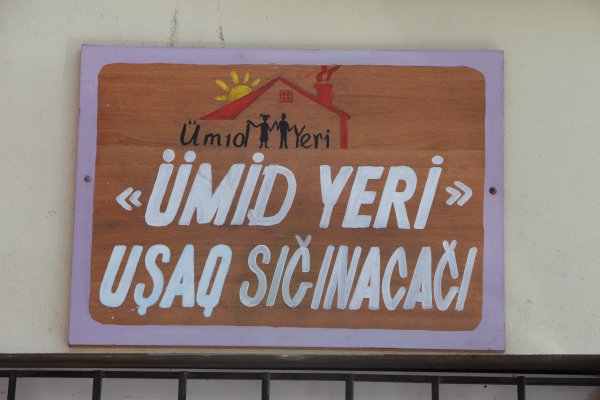 Ümid Yeri
«ÜMİD YERİ»
UŞAQ SIĞINACAĞI